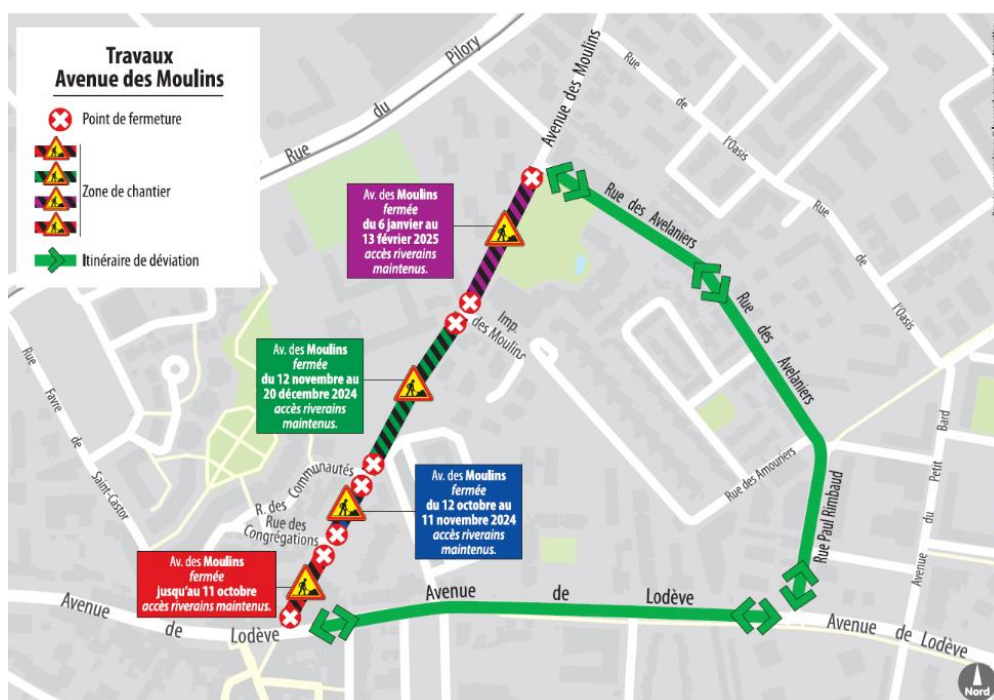 Travaux
Avenue des Moulins
Point de fermeture
Zone de chantier
Itinéraire de déviation
Rue du Pilory
Avenue des Moulins
Rue de l'Oasis
Rue de l'Oasis
Av. des Moulins
fermée
du 6 janvier au
13 février 2025
accès riverains
maintenus.
Rue des Avelaniers
Rue des Avelaniers
Imp.
des Moulins
Av. des Moulins
fermée
du 12 novembre au
20 décembre 2024
accès riverains
maintenus.
Rue Favre de Saint-Castor
R. des Communautés
Rue des
Congrégations
Av. des Moulins
fermée
du 12 octobre au
11 novembre 2024
accès riverains
maintenus.
Rue des Amouriers
Rue Paul Rimbaud
Avenue du Petit Bard
Av. des Moulins
fermée
jusqu'au 11 octobre
accès riverains maintenus.
Avenue de Lodève
Avenue de Lodève
Avenue de Lodève
Nord